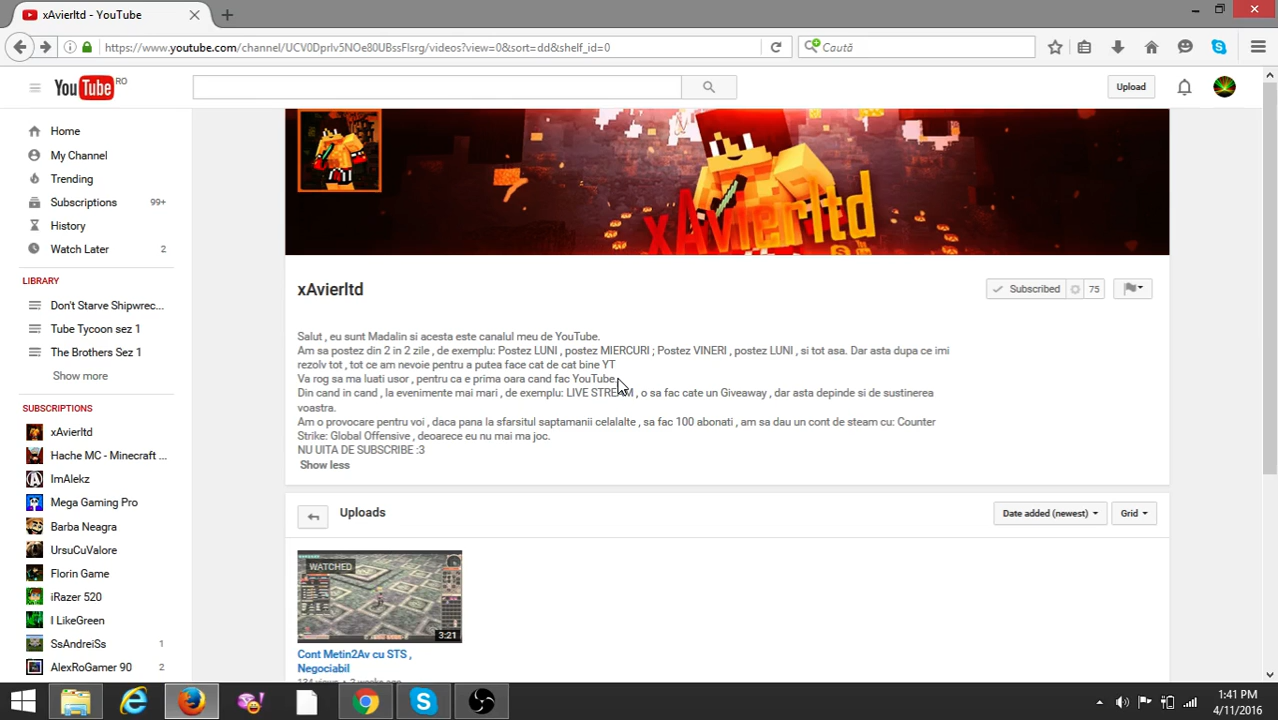 xAvierltd - YouTube
https://www.youtube.com/channel/UCV0Dprlv5NOe80UBssFlsrg/videos?view=0&sort=dd&shelf_id=0
Caută
YouTube RO
Upload
Home
My Channel
Trending
Subscriptions 99+
History
Watch Later 2
LIBRARY
Don't Starve Shipwrec...
Tube Tycoon sez 1
The Brothers Sez 1
Show more
SUBSCRIPTIONS
xAvierltd
Hache MC - Minecraft ...
ImAlekz
Mega Gaming Pro
Barba Neagra
UrsuCuValore
Florin Game
iRazer 520
I LikeGreen
SsAndreiSs 1
AlexRoGamer 90 2
xAvierltd
xAvierltd
Subscribed 75
Salut , eu sunt Madalin si acesta este canalul meu de YouTube.
Am sa postez din 2 in 2 zile , de exemplu: Postez LUNI , postez MIERCURI ; Postez VINERI , postez LUNI , si tot asa. Dar asta dupa ce imi
rezolv tot , tot ce am nevoie pentru a putea face cat de cat bine YT
Va rog sa ma luati usor , pentru ca e prima oara cand fac YouTube.
Din cand in cand , la evenimente mai mari , de exemplu: LIVE STREAM , o sa fac cate un Giveaway , dar asta depinde si de sustinerea
voastra.
Am o provocare pentru voi , daca pana la sfarsitul saptamanii celalalte , sa fac 100 abonati , am sa dau un cont de steam cu: Counter
Strike: Global Offensive , deoarece eu nu mai ma joc.
NU UITA DE SUBSCRIBE :3
Show less
Uploads
Date added (newest)
Grid
WATCHED
3:21
Cont Metin2Av cu STS ,
Negociabil
1:41 PM
4/11/2016